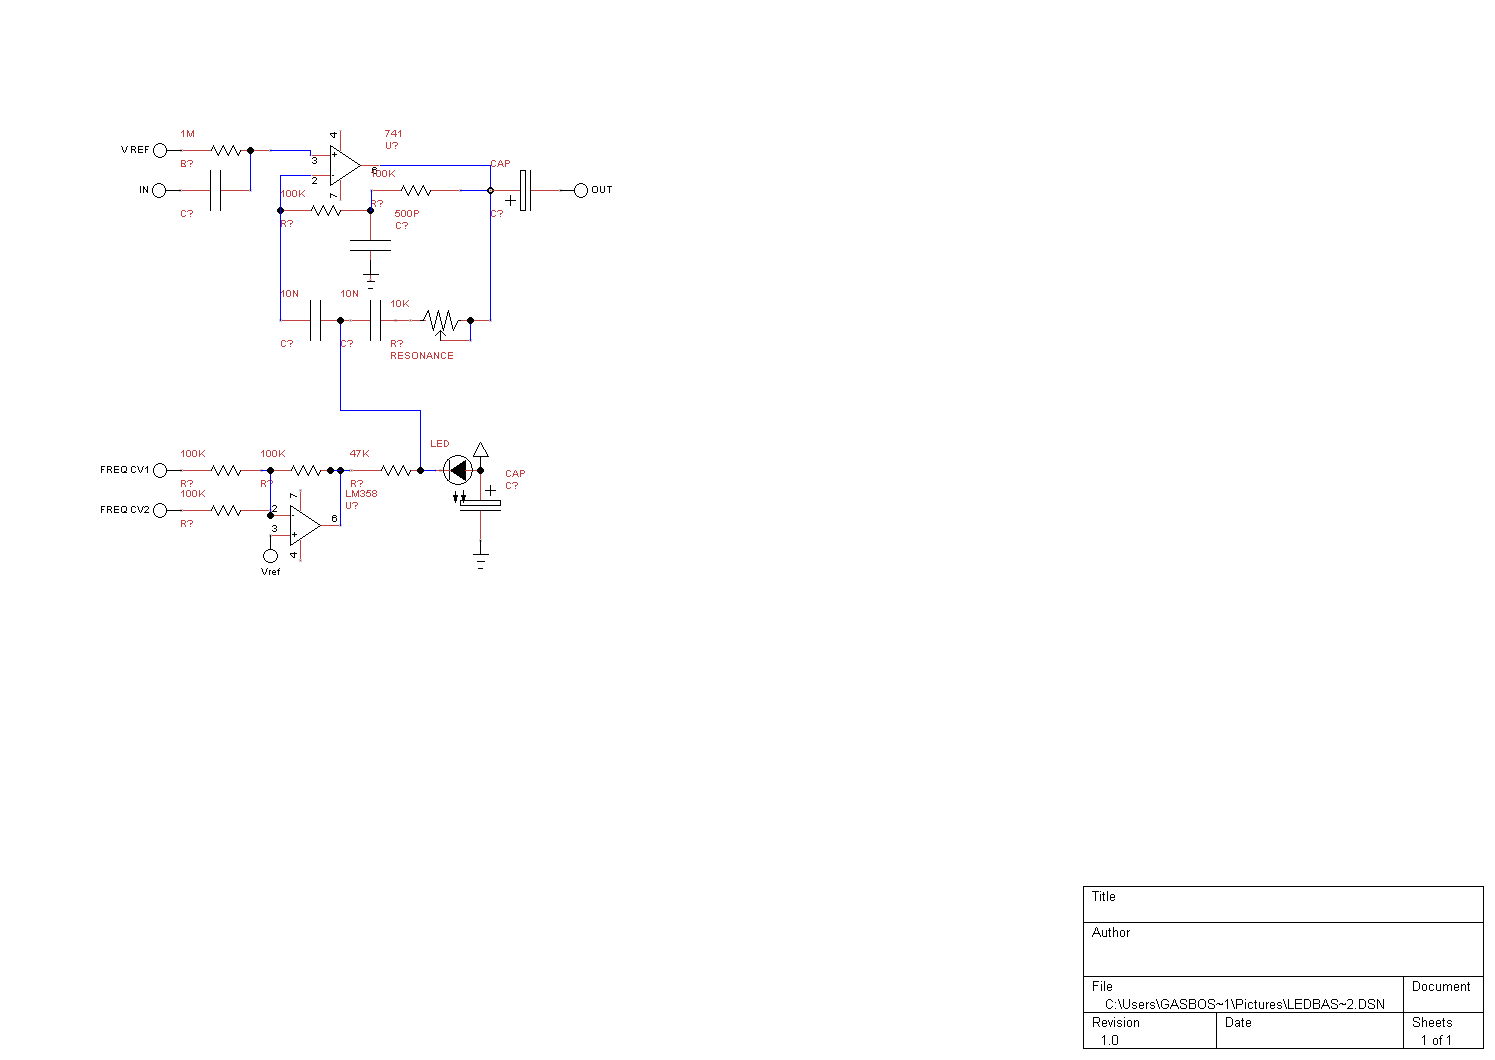 1M
741
U?
4
V REF
B?
3
+
CAP
6
100K
IN
2
-
100K
7
R?
OUT
+
C?
500P
C?
R?
C?
10N
10N
10K
C?
C?
R?
RESONANCE
LED
100K
100K
47K
FREQ CV1
CAP
C?
R?
R?
R?
+
100K
7
LM358
U?
FREQ CV2
2
-
6
R?
3
+
4
Vref
Title
Author
File
Document
C:\Users\GASBOS~1\Pictures\LEDBAS~2.DSN
Revision
Date
Sheets
1.0
1 of 1